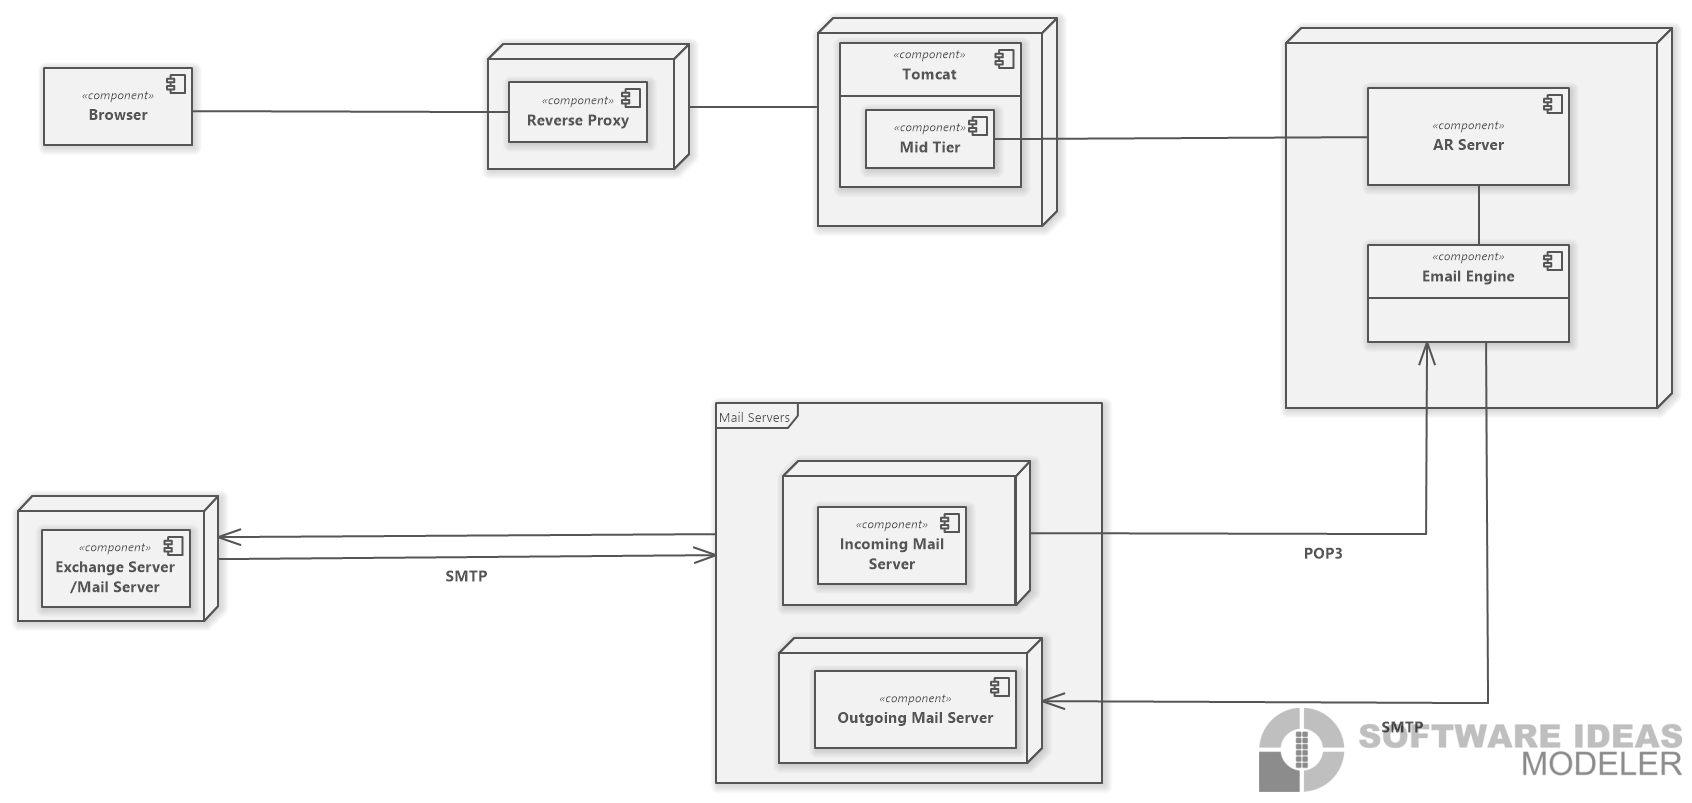 «component»
Browser
«component»
Reverse Proxy
«component»
Tomcat
«component»
Mid Tier
«component»
AR Server
«component»
Email Engine
Mail Servers
«component»
Exchange Server
/Mail Server
SMTP
«component»
Incoming Mail
Server
POP3
«component»
Outgoing Mail Server
SMTP
SOFTWARE IDEAS
MODELER